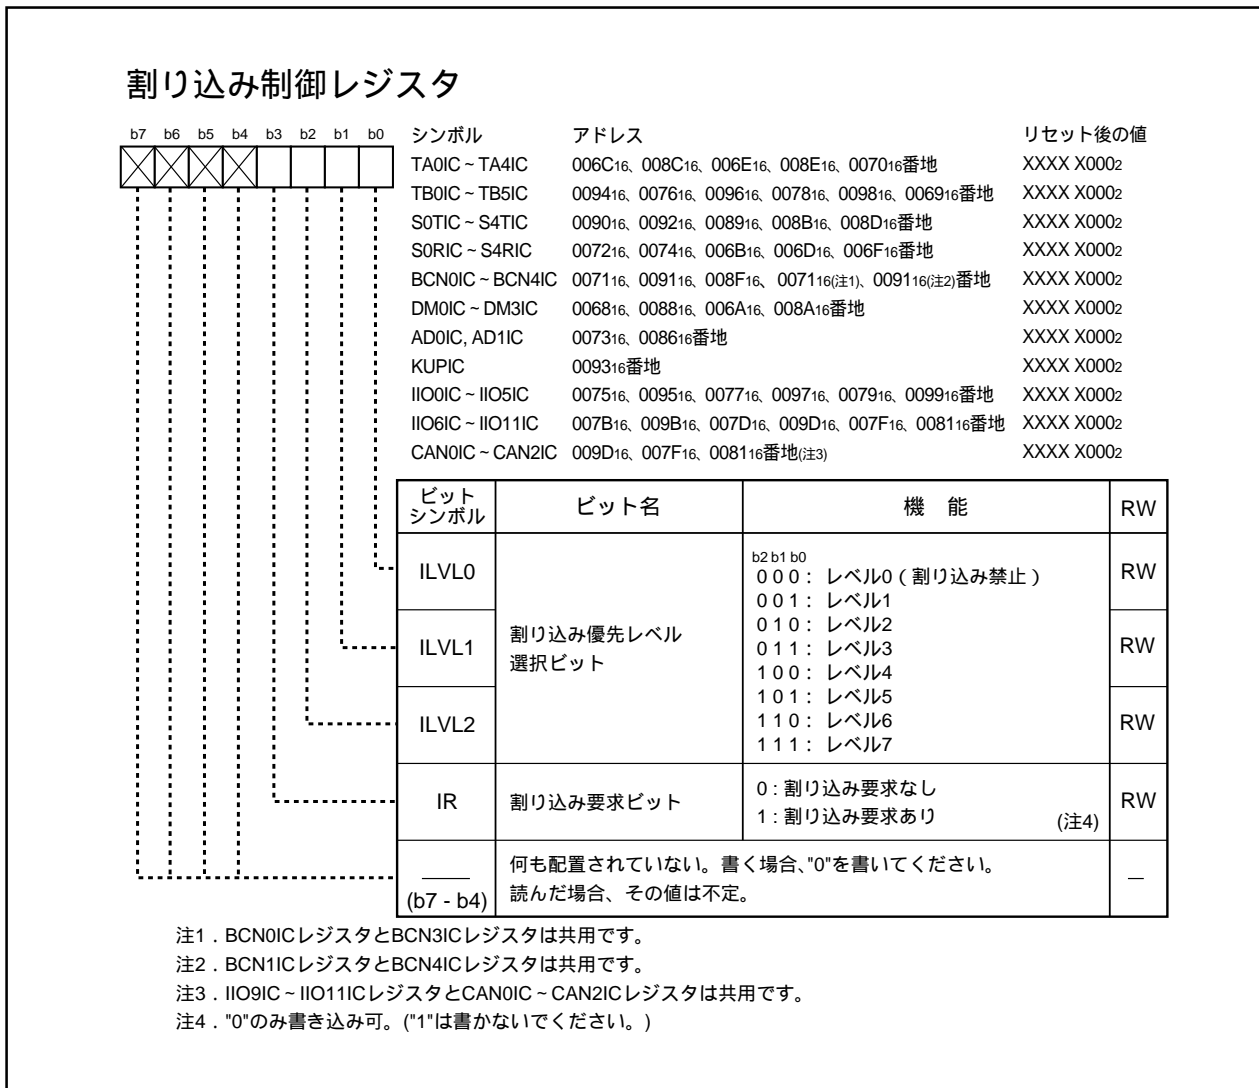 割り込み制御レジスタ
b7 b6 b5 b4 b3 b2 b1 b0 シンボル アドレス リセット後の値
TA0IC ~ TA4IC 006C16、008C16、006E16、008E16、007016番地 XXXX X0002
TB0IC ~ TB5IC 009416、007616、009616、007816、009816、006916番地 XXXX X0002
S0TIC ~ S4TIC 009016、009216、008916、008B16、008D16番地 XXXX X0002
S0RIC ~ S4RIC 007216、007416、006B16、006D16、006F16番地 XXXX X0002
BCN0IC ~ BCN4IC 007116、009116、008F16、007116(注1)、009116(注2)番地 XXXX X0002
DM0IC ~ DM3IC 006816、008816、006A16、008A16番地 XXXX X0002
AD0IC, AD1IC 007316、008616番地 XXXX X0002
KUPIC 009316番地 XXXX X0002
IIO0IC ~ IIO5IC 007516、009516、007716、009716、007916、009916番地 XXXX X0002
IIO6IC ~ IIO11IC 007B16、009B16、007D16、009D16、007F16、008116番地 XXXX X0002
CAN0IC ~ CAN2IC 009D16、007F16、008116番地(注3) XXXX X0002
ビット
シンボル ビット名 機 能 RW
b2 b1 b0
ILVL0 0 0 0 : レベル0 ( 割り込み禁止 ) RW
0 0 1 : レベル1
0 1 0 : レベル2
ILVL1 割り込み優先レベル 0 1 1 : レベル3 RW
選択ビット 1 0 0 : レベル4
1 0 1 : レベル5
ILVL2 1 1 0 : レベル6 RW
1 1 1 : レベル7
IR 割り込み要求ビット 0 : 割り込み要求なし RW
1 : 割り込み要求あり (注4)
何も配置されていない。書く場合、"0"を書いてください。
(b7 - b4) 読んだ場合、その値は不定。 —
注1 . BCN0ICレジスタとBCN3ICレジスタは共用です。
注2 . BCN1ICレジスタとBCN4ICレジスタは共用です。
注3 . IIO9IC ~ IIO11ICレジスタとCAN0IC ~ CAN2ICレジスタは共用です。
注4 . "0"のみ書き込み可。("1"は書かないでください。)